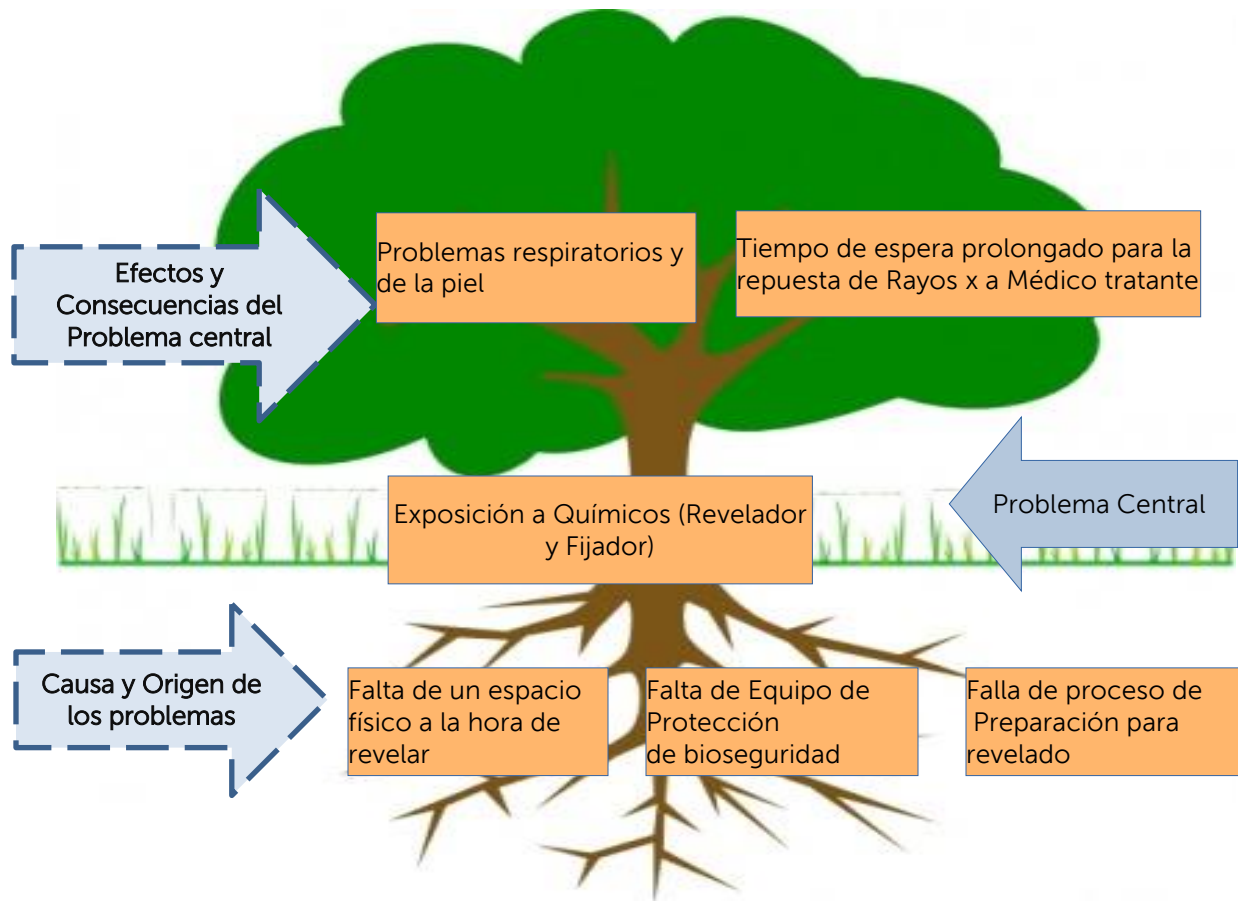 Efectos y
Consecuencias del
Problema central
Problemas respiratorios y
de la piel
Tiempo de espera prolongado para la
repuesta de Rayos x a Médico tratante
Exposición a Químicos (Revelador
y Fijador)
Problema Central
Causa y Origen de
los problemas
Falta de un espacio
físico a la hora de
revelar
Falta de Equipo de
Protección
de bioseguridad
Falla de proceso de
Preparación para
revelado